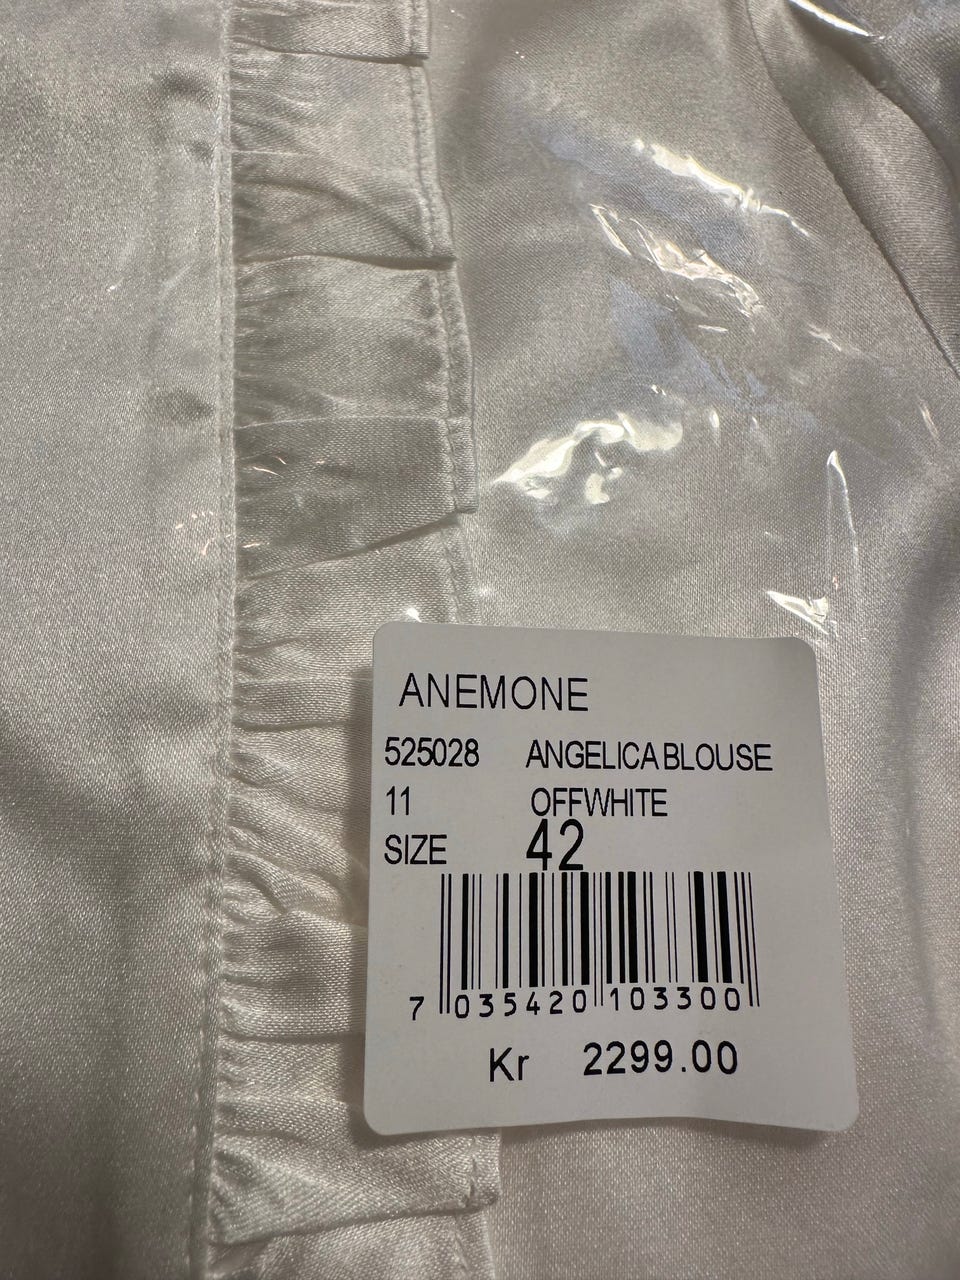 ANEMONE
525028 ANGELICA BLOUSE
11 OFFWHITE
SIZE 42
7 035420 103300
Kr 2299.00